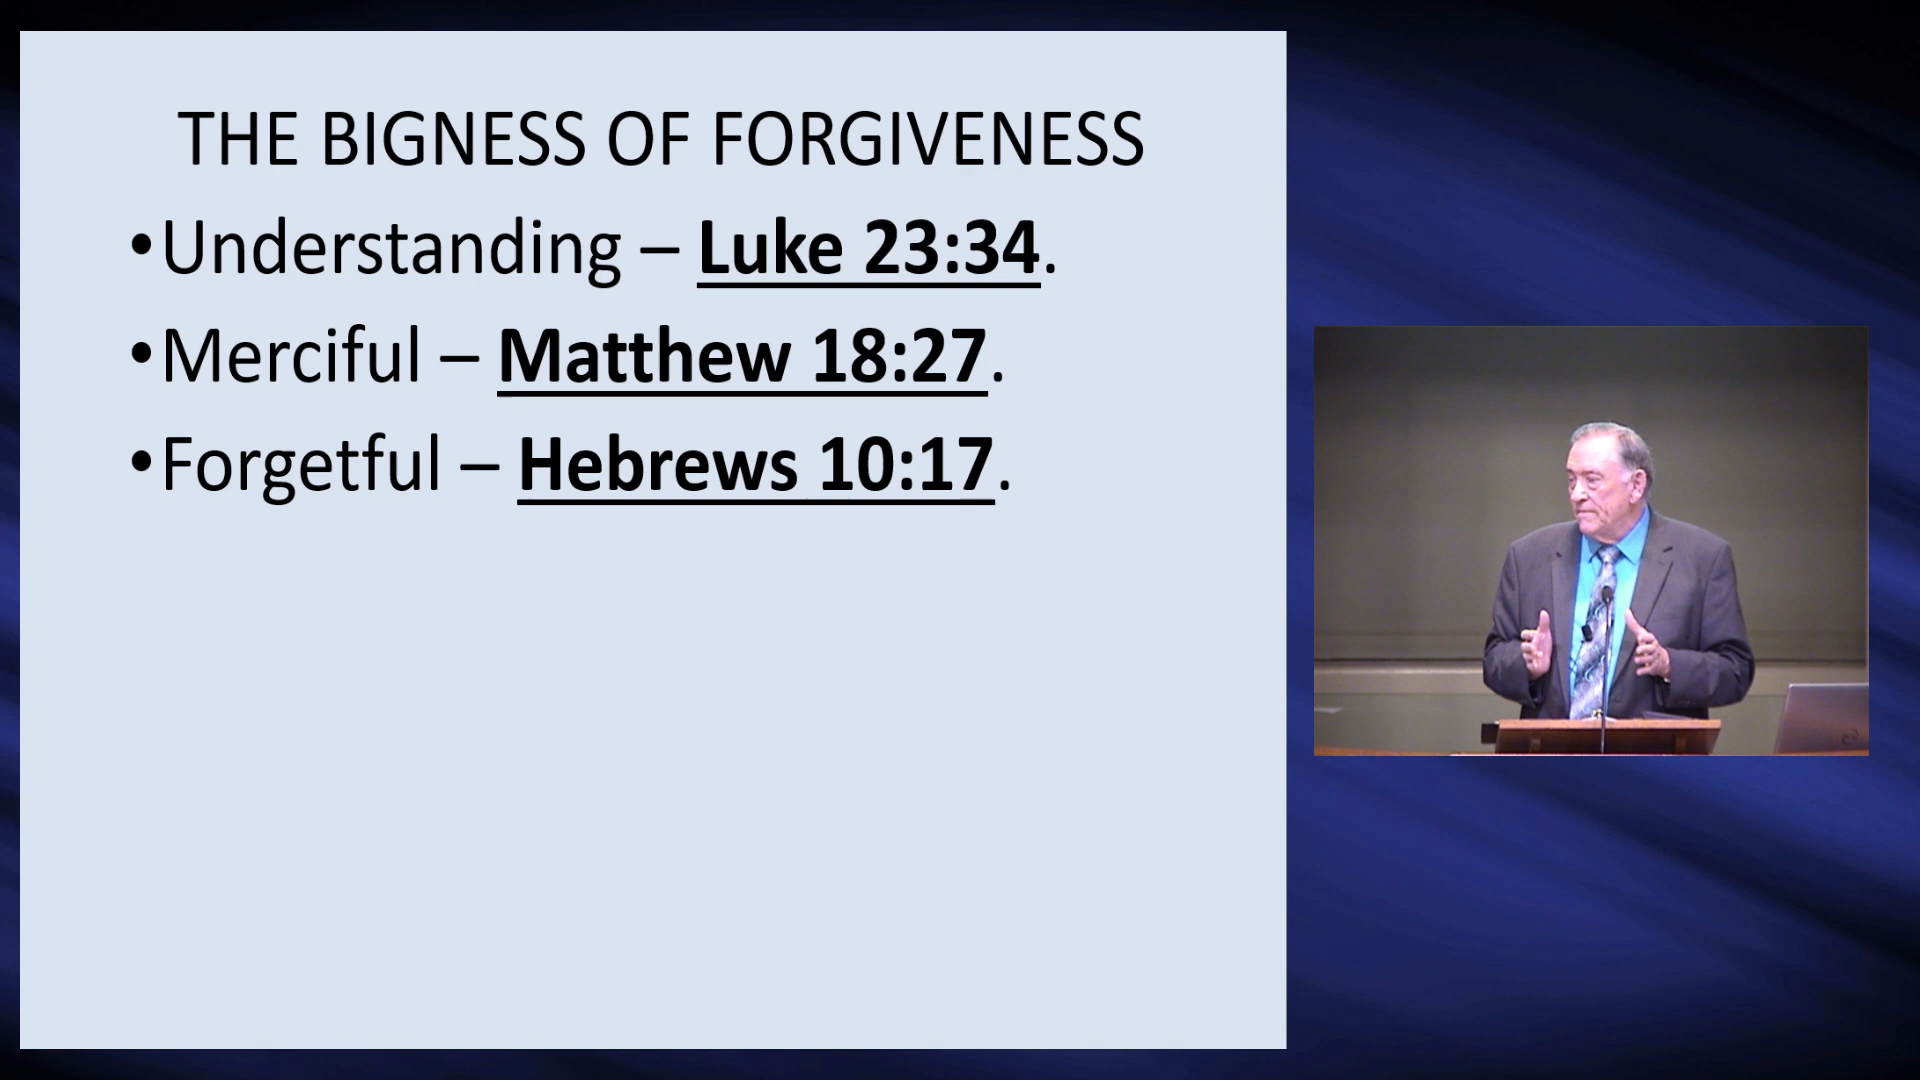 THE BIGNESS OF FORGIVENESS
•Understanding – Luke 23:34.
•Merciful – Matthew 18:27.
•Forgetful – Hebrews 10:17.